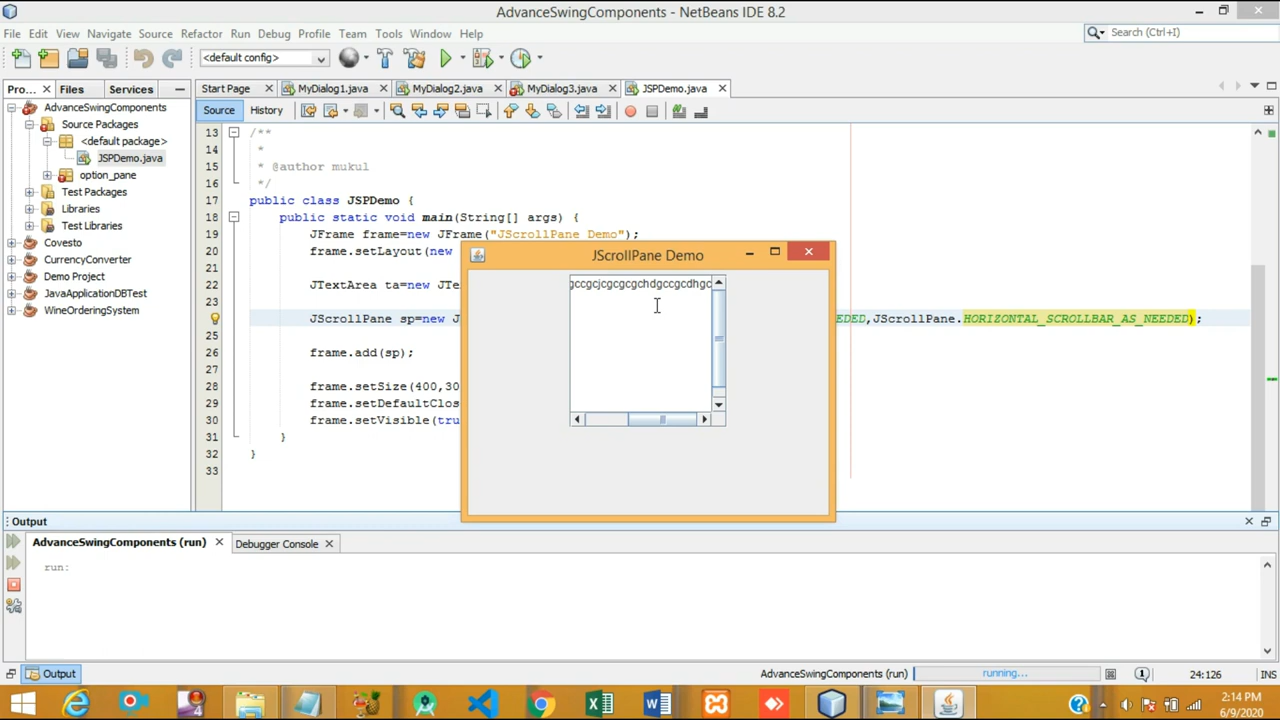 AdvanceSwingComponents - NetBeans IDE 8.2
File Edit View Navigate Source Refactor Run Debug Profile Team Tools Window Help
Search (Ctrl+I)
<default config>
Pro... Files Services
Start Page MyDialog1.java MyDialog2.java MyDialog3.java JSPDemo.java
Source History
AdvanceSwingComponents
Source Packages
<default package>
JSPDemo.java
option_pane
Test Packages
Libraries
Test Libraries
Covesto
CurrencyConverter
Demo Project
JavaApplicationDBTest
WineOrderingSystem
13 /**
14 *
15 * @author mukul
16 */
17 public class JSPDemo {
18 public static void main(String[] args) {
19 JFrame frame=new JFrame("JScrollPane Demo");
20 frame.setLayout(new
21
22 JTextArea ta=new JTe
23
24 JScrollPane sp=new J EDED,JScrollPane.HORIZONTAL_SCROLLBAR_AS_NEEDED);
25
26 frame.add(sp);
27
28 frame.setSize(400,30
29 frame.setDefaultClos
30 frame.setVisible(tru
31 }
32 }
33
JScrollPane Demo
gccgcjcgcgcgchdgccgcdhgc
Output
AdvanceSwingComponents (run) Debugger Console
run:
Output
AdvanceSwingComponents (run) running... 1 24:126 INS
2:14 PM
6/9/2020